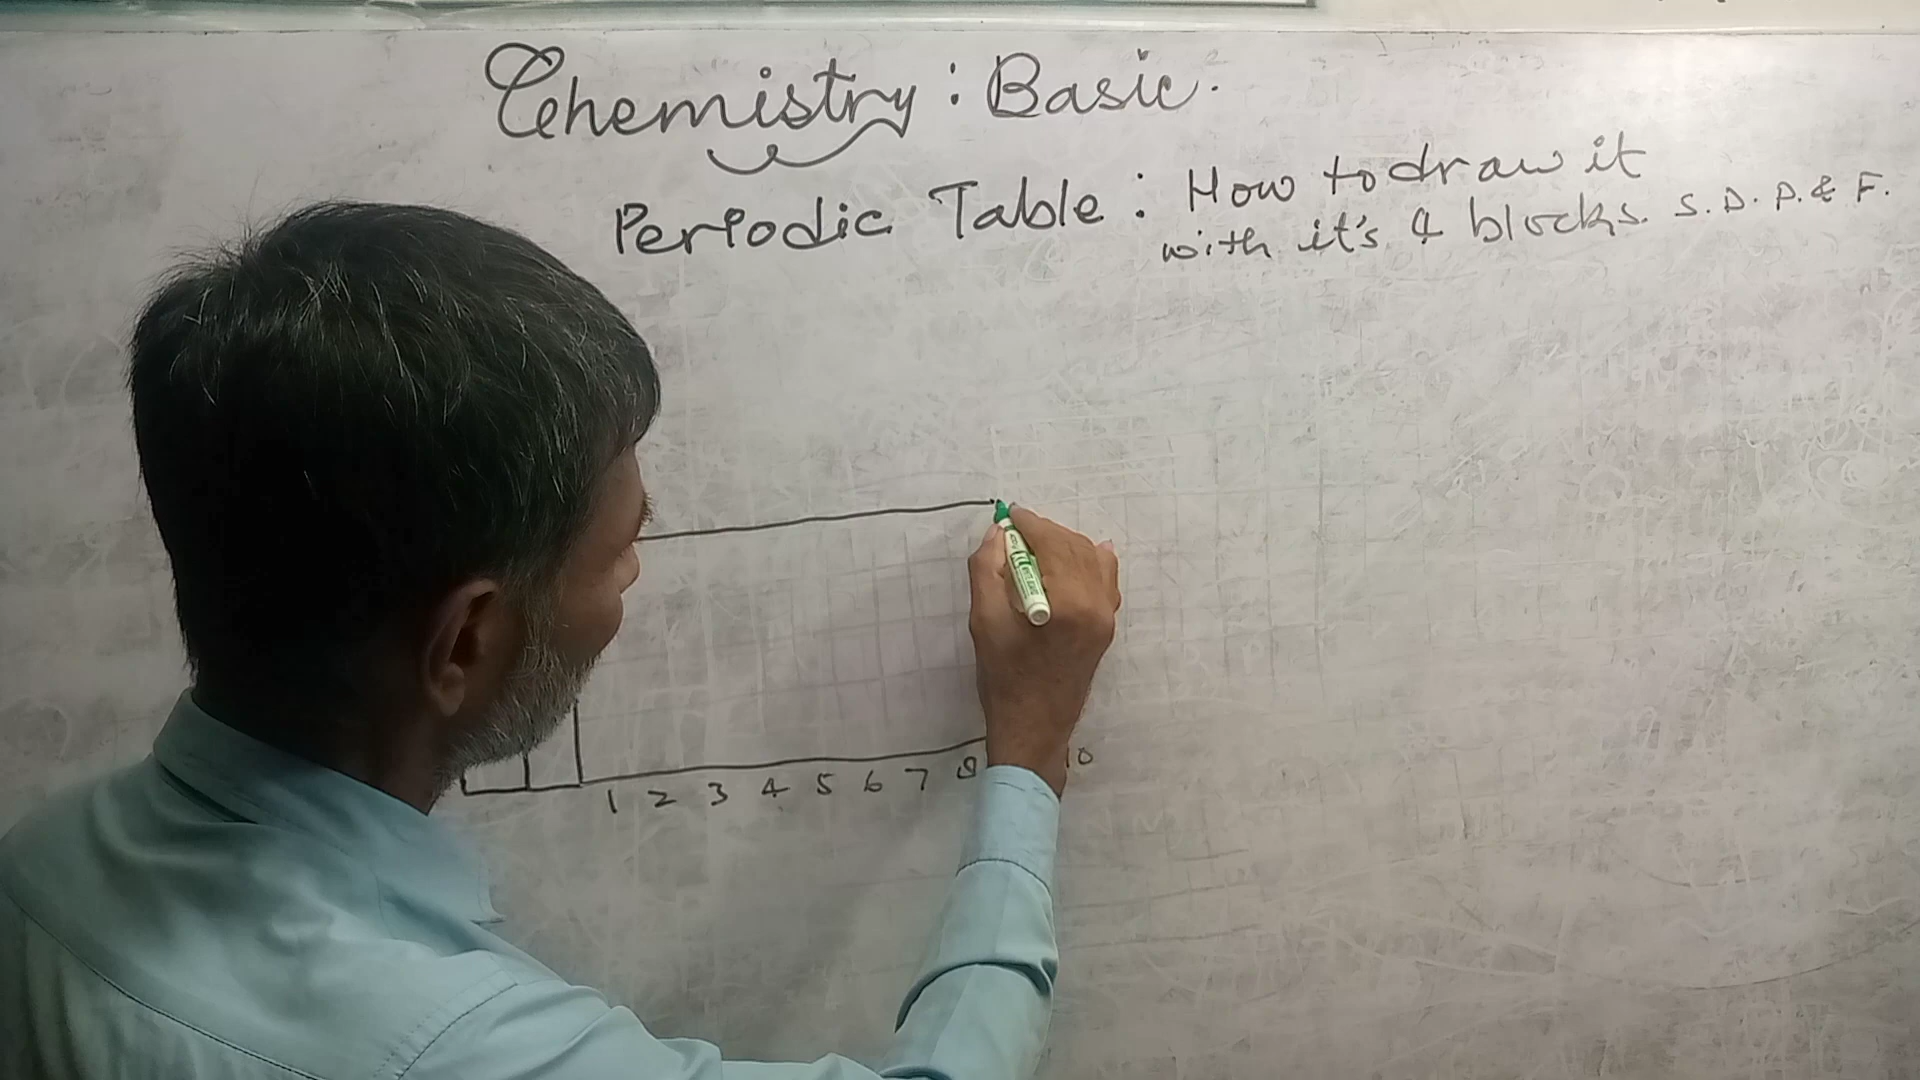 Chemistry : Basic.
Periodic Table : How to draw it
with it's 4 blocks. S. D. P. & F.
1 2 3 4 5 6 7 8 10